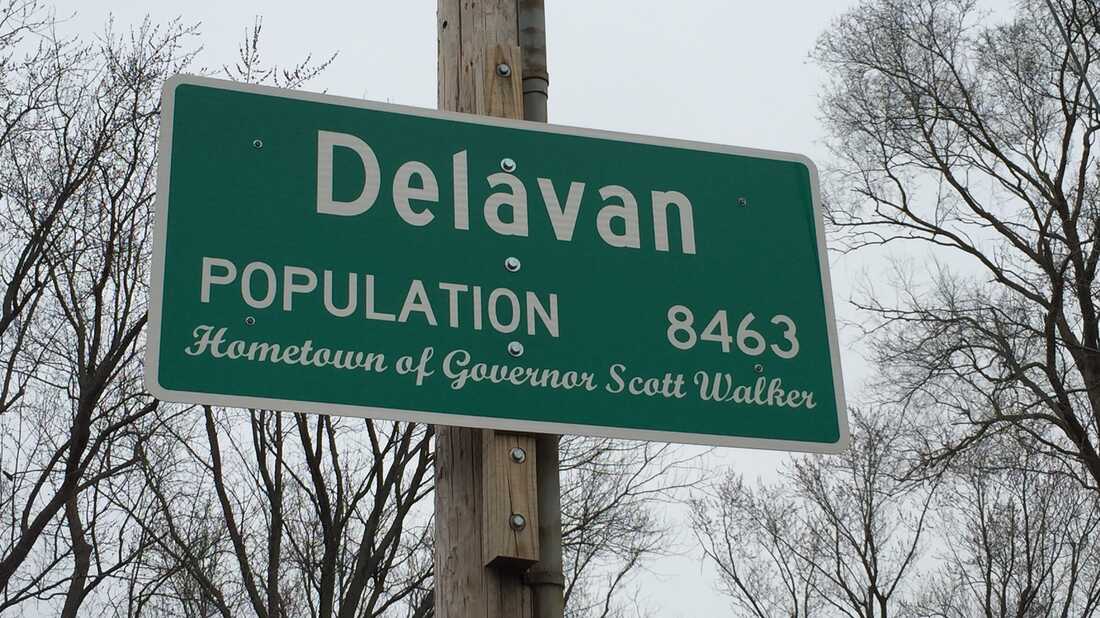 Delavan
POPULATION 8463
Hometown of Governor Scott Walker